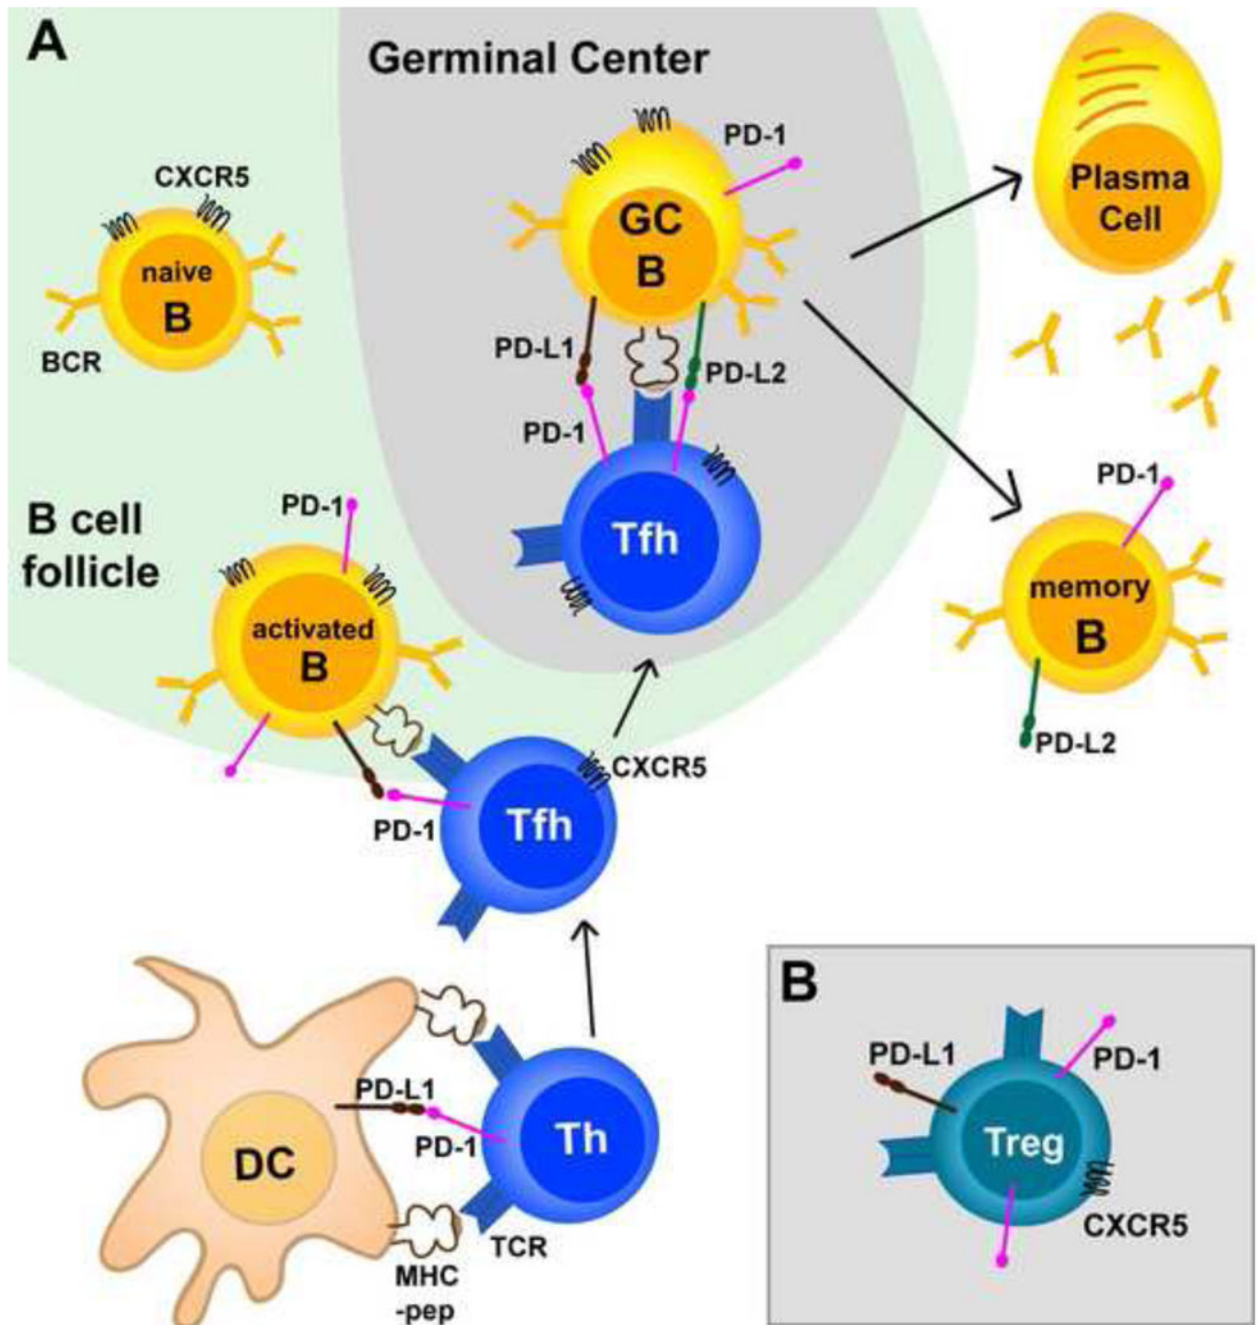 A
Germinal Center
PD-1
Plasma
Cell
CXCR5
GC
B
naive
B
BCR
PD-L1
PD-L2
PD-1
PD-1
PD-1
B cell
follicle
Tfh
activated
B
memory
B
PD-L2
CXCR5
PD-1
Tfh
B
PD-L1
PD-1
PD-L1
PD-1
DC
Th
Treg
CXCR5
TCR
MHC
-pep